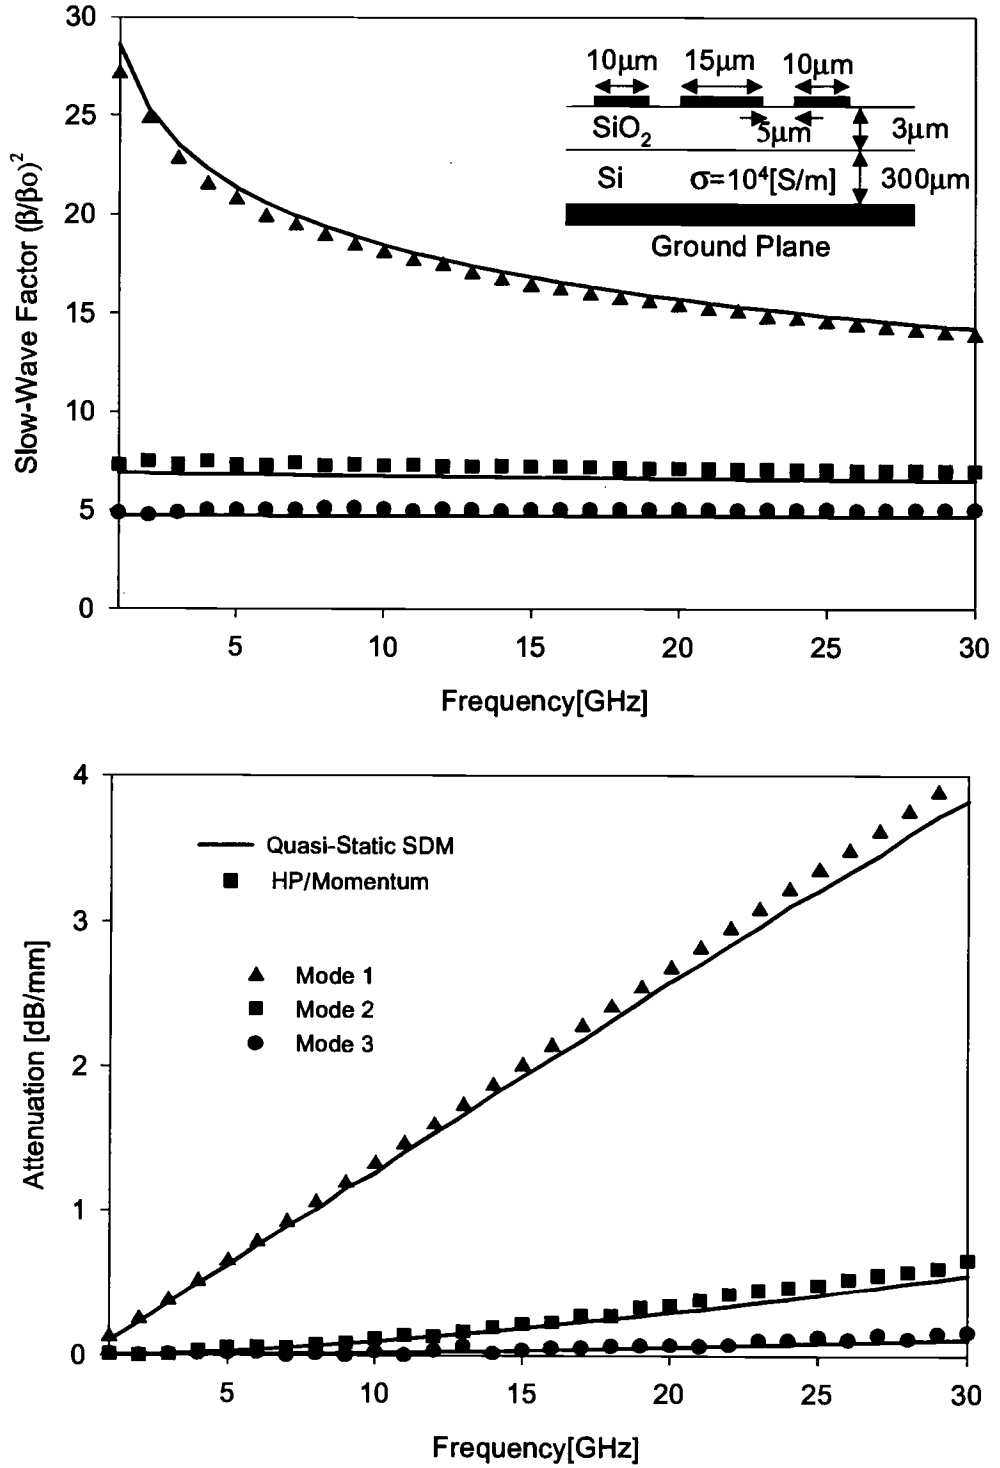 30
25
20
15
10
5
0
Slow-Wave Factor (β/βo)²
10μm 15μm 10μm
SiO₂ 5μm 3μm
Si σ=10⁴[S/m] 300μm
Ground Plane
5 10 15 20 25 30
Frequency[GHz]
4
3
2
1
0
Attenuation [dB/mm]
Quasi-Static SDM
HP/Momentum
Mode 1
Mode 2
Mode 3
5 10 15 20 25 30
Frequency[GHz]